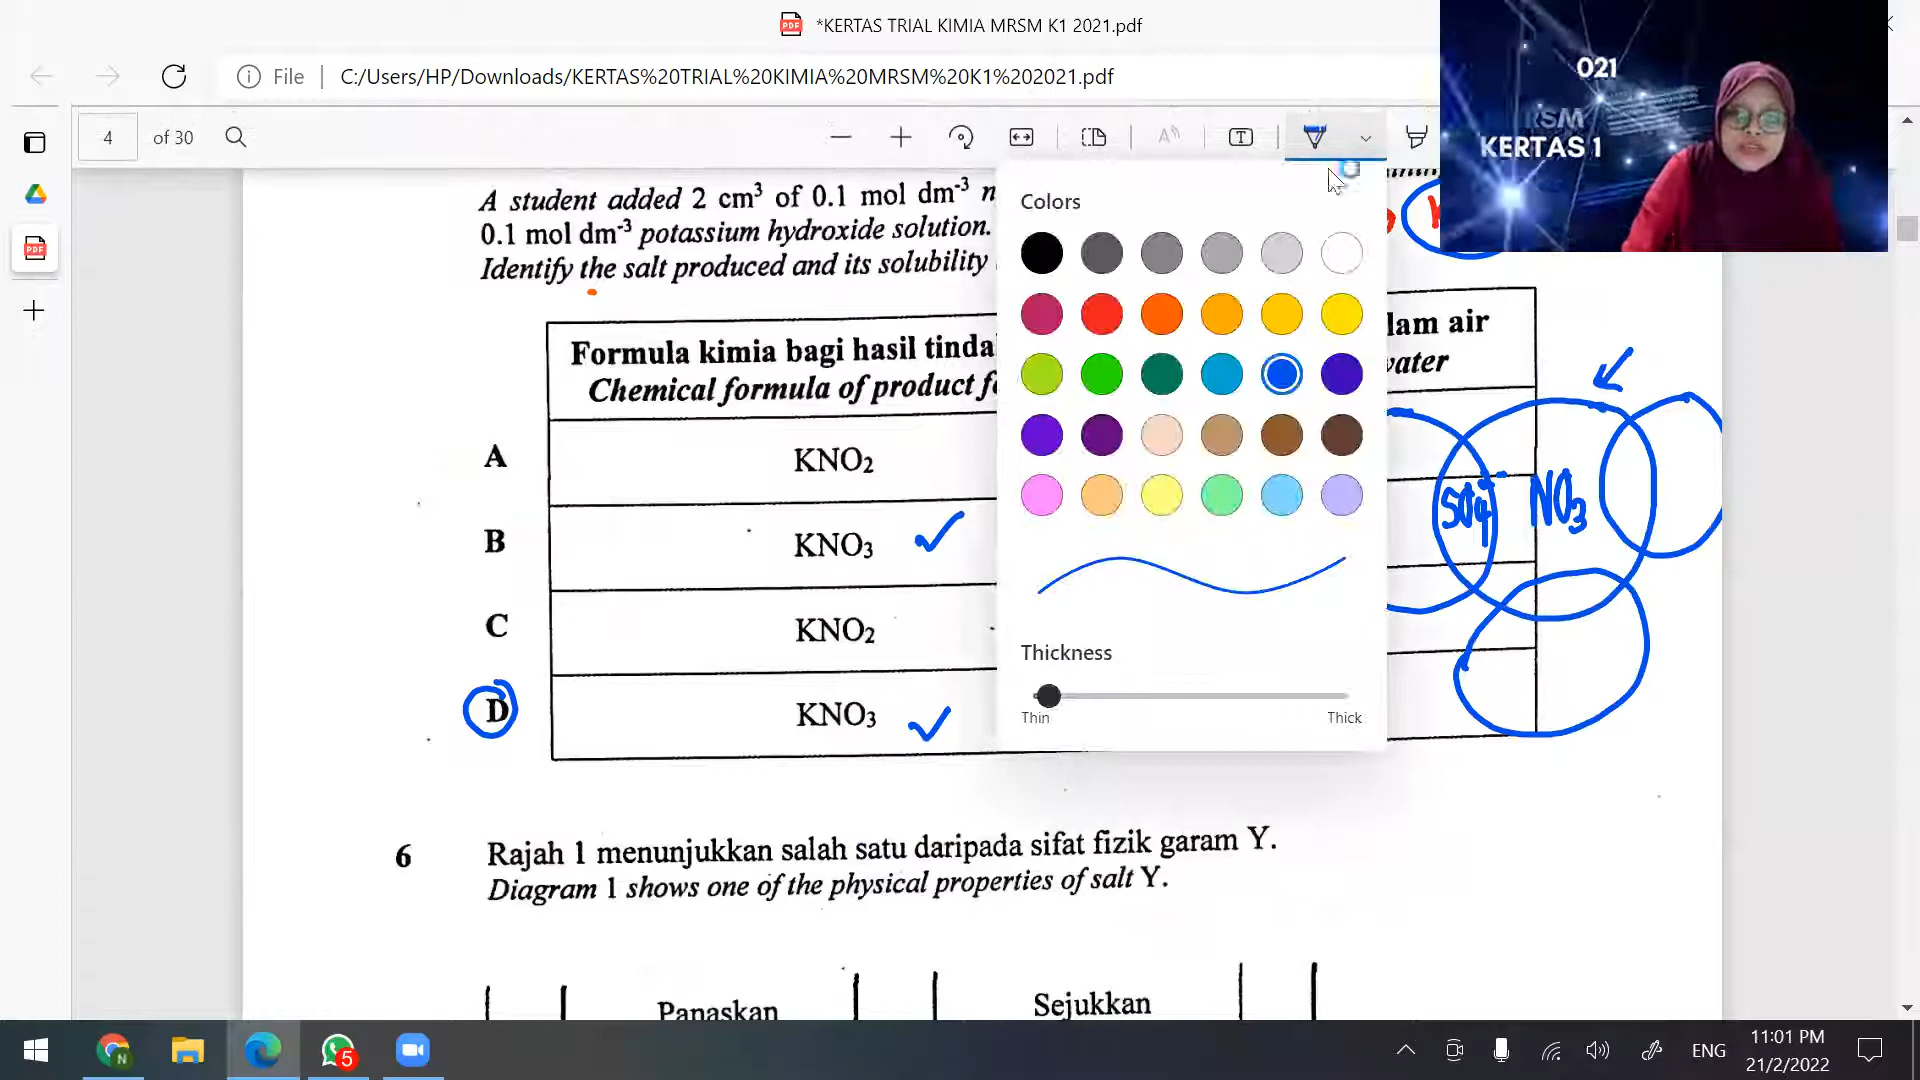 *KERTAS TRIAL KIMIA MRSM K1 2021.pdf
File
C:/Users/HP/Downloads/KERTAS%20TRIAL%20KIMIA%20MRSM%20K1%202021.pdf
021
RSM
KERTAS 1
4
of 30
A student added 2 cm³ of 0.1 mol dm⁻³ n
0.1 mol dm⁻³ potassium hydroxide solution.
Identify the salt produced and its solubility
Colors
Formula kimia bagi hasil tinda
lam air
Chemical formula of product f
vater
A
KNO₂
B
KNO₃
SO₄
NO₃
C
KNO₂
Thickness
D
KNO₃
Thin
Thick
6
Rajah 1 menunjukkan salah satu daripada sifat fizik garam Y.
Diagram 1 shows one of the physical properties of salt Y.
Panaskan
Sejukkan
N
5
ENG
11:01 PM
21/2/2022